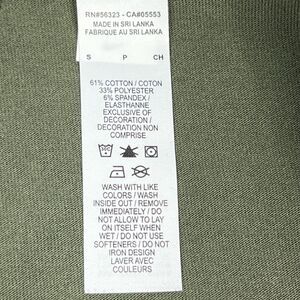 RN#56323 - CA#05553
MADE IN SRI LANKA
FABRIQUE AU SRI LANKA
S P CH
61% COTTON / COTON
33% POLYESTER
6% SPANDEX /
ELASTHANNE
EXCLUSIVE OF
DECORATION /
DECORATION NON
COMPRISE
WASH WITH LIKE
COLORS / WASH
INSIDE OUT / REMOVE
IMMEDIATELY / DO
NOT ALLOW TO LAY
ON ITSELF WHEN
WET / DO NOT USE
SOFTENERS / DO NOT
IRON DESIGN
LAVER AVEC
COULEURS